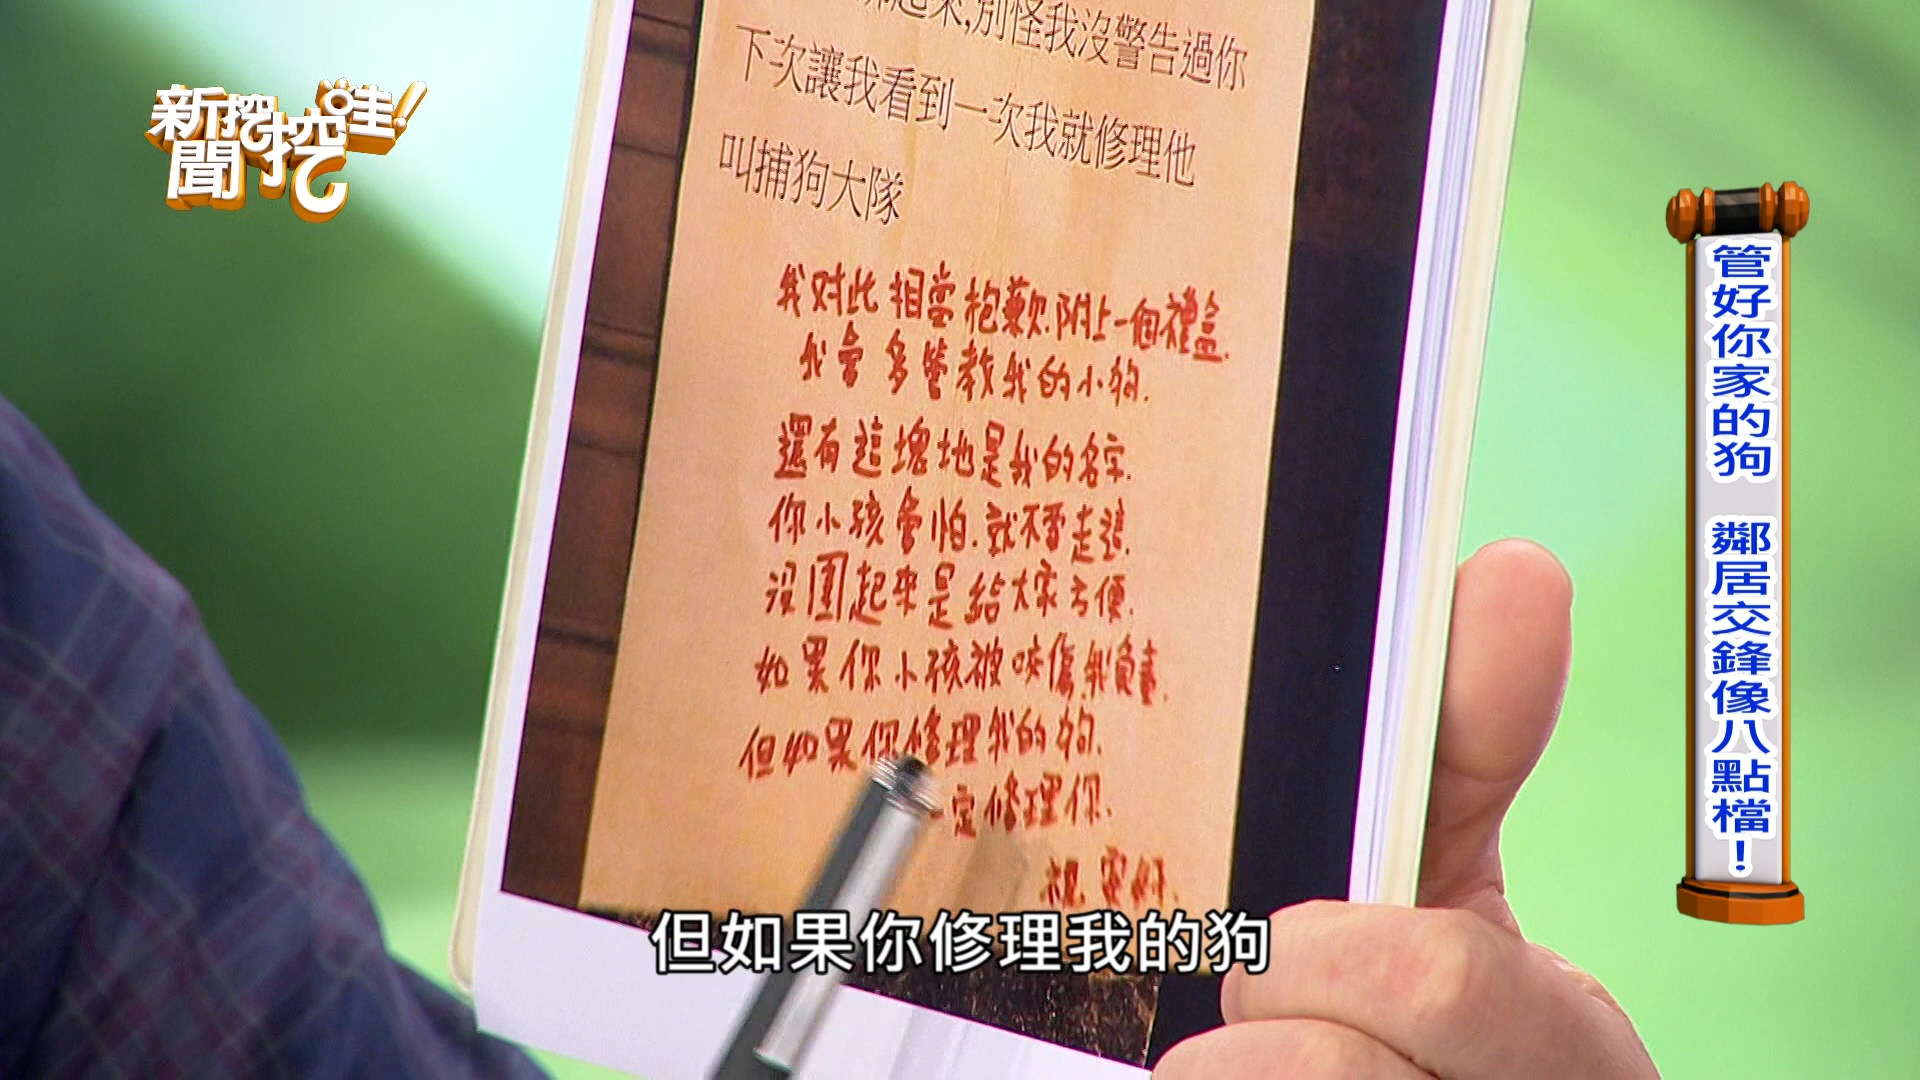 新聞挖挖哇!
起來,別怪我沒警告過你
下次讓我看到一次我就修理他
叫捕狗大隊
我对此相當抱歉.附上一個禮盒.
我會多管教我的小狗.
還有這塊地是我的名字.
你小孩會怕.就不要走這.
沒圍起來是給大家方便.
如果你小孩被咬傷我負責.
但如果你修理我的狗.
一定修理你.
祝 安好.
但如果你修理我的狗
管好你家的狗 鄰居交鋒像八點檔!